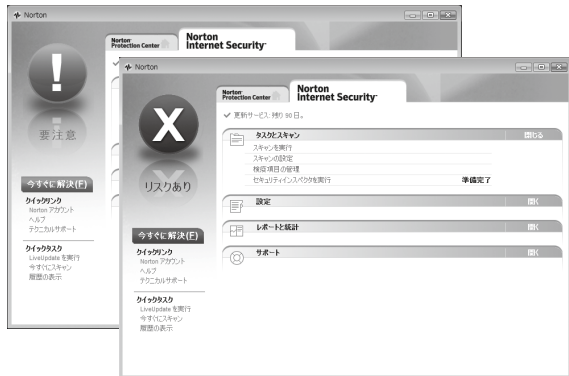 Norton
Norton™
Protection Center
Norton
Internet Security™
要注意
今すぐに解決(F)
クイックリンク
Norton アカウント
ヘルプ
テクニカルサポート
クイックタスク
LiveUpdate を実行
今すぐにスキャン
履歴の表示
Norton
Norton™
Protection Center
Norton
Internet Security™
更新サービス: 残り 90 日。
リスクあり
タスクとスキャン 閉じる
スキャンを実行
スキャンの設定
検疫項目の管理
セキュリティインスペクタを実行 準備完了
設定 開く
レポートと統計 開く
サポート 開く
今すぐに解決(F)
クイックリンク
Norton アカウント
ヘルプ
テクニカルサポート
クイックタスク
LiveUpdate を実行
今すぐにスキャン
履歴の表示